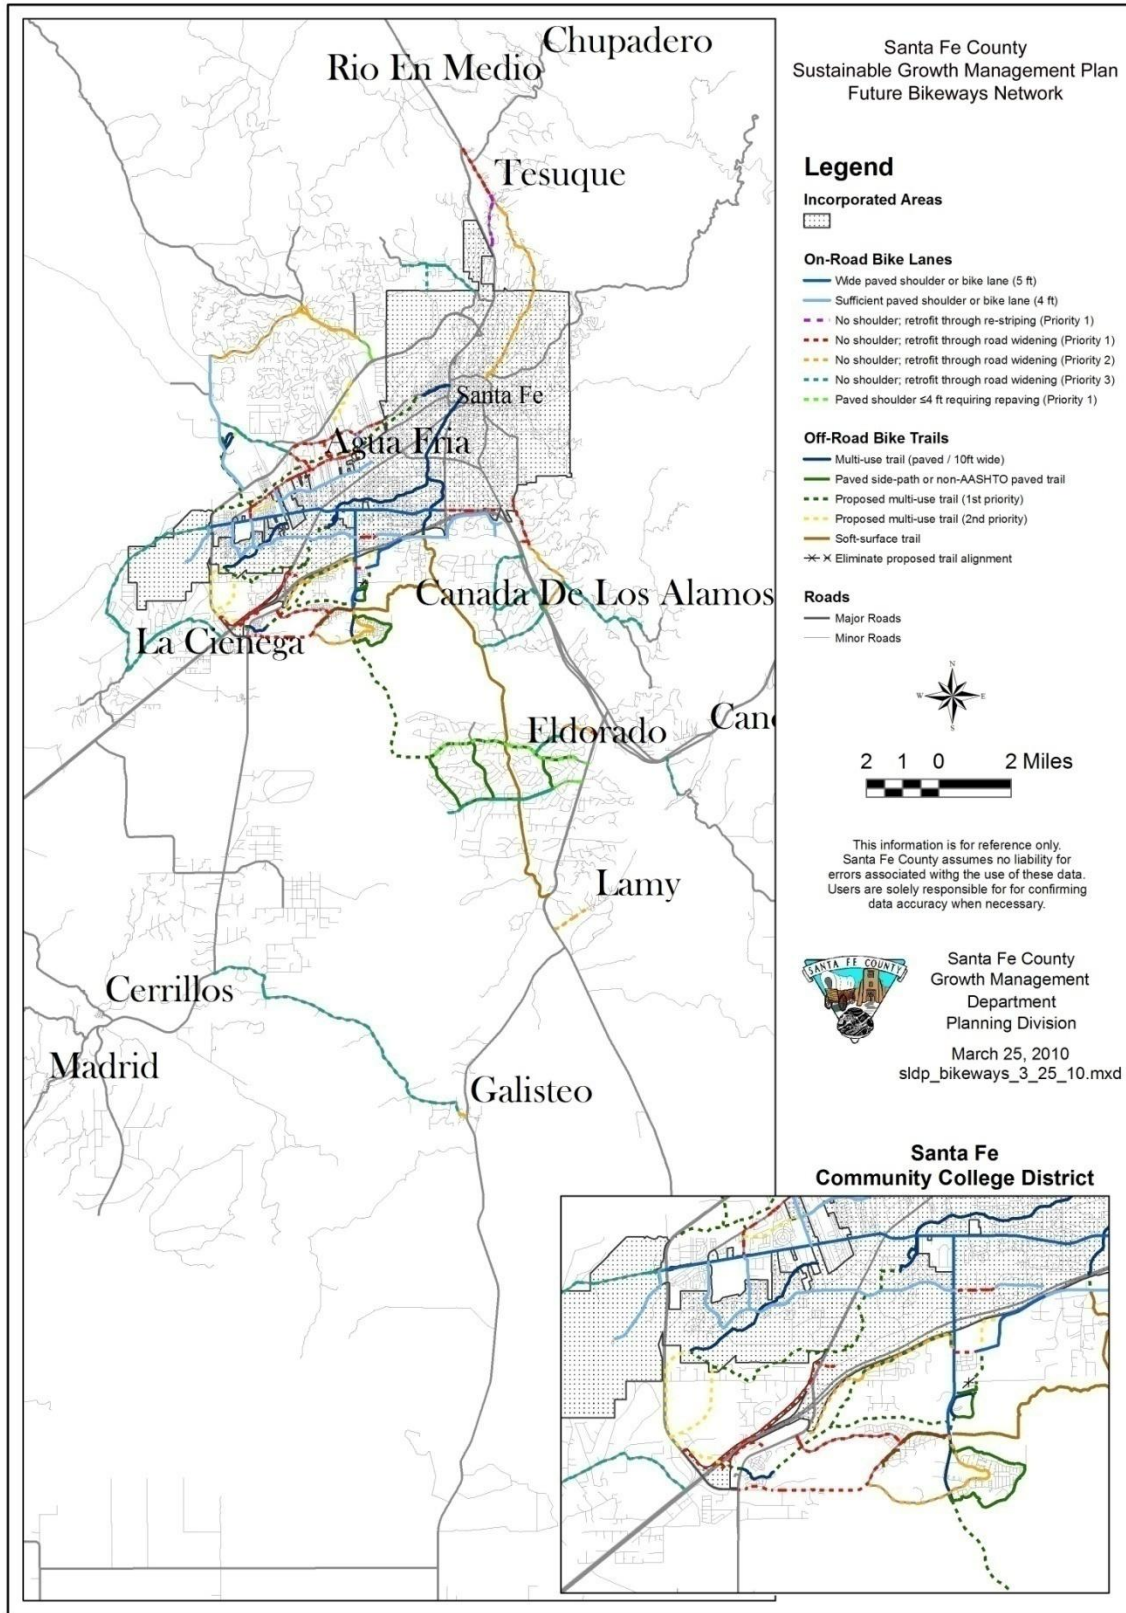 Santa Fe County
Sustainable Growth Management Plan
Future Bikeways Network
Legend
Incorporated Areas
On-Road Bike Lanes
Wide paved shoulder or bike lane (5 ft)
Sufficient paved shoulder or bike lane (4 ft)
No shoulder; retrofit through re-striping (Priority 1)
No shoulder; retrofit through road widening (Priority 1)
No shoulder; retrofit through road widening (Priority 2)
No shoulder; retrofit through road widening (Priority 3)
Paved shoulder ≤4 ft requiring repaving (Priority 1)
Off-Road Bike Trails
Multi-use trail (paved / 10ft wide)
Paved side-path or non-AASHTO paved trail
Proposed multi-use trail (1st priority)
Proposed multi-use trail (2nd priority)
Soft-surface trail
Eliminate proposed trail alignment
Roads
Major Roads
Minor Roads
N
W E
S
2 1 0 2 Miles
This information is for reference only.
Santa Fe County assumes no liability for
errors associated withg the use of these data.
Users are solely responsible for for confirming
data accuracy when necessary.
SANTA FE COUNTY
Santa Fe County
Growth Management
Department
Planning Division
March 25, 2010
sldp_bikeways_3_25_10.mxd
Santa Fe
Community College District
Chupadero
Rio En Medio
Tesuque
Santa Fe
Agua Fria
Canada De Los Alamos
La Cienega
Eldorado
Cano
Lamy
Cerrillos
Madrid
Galisteo